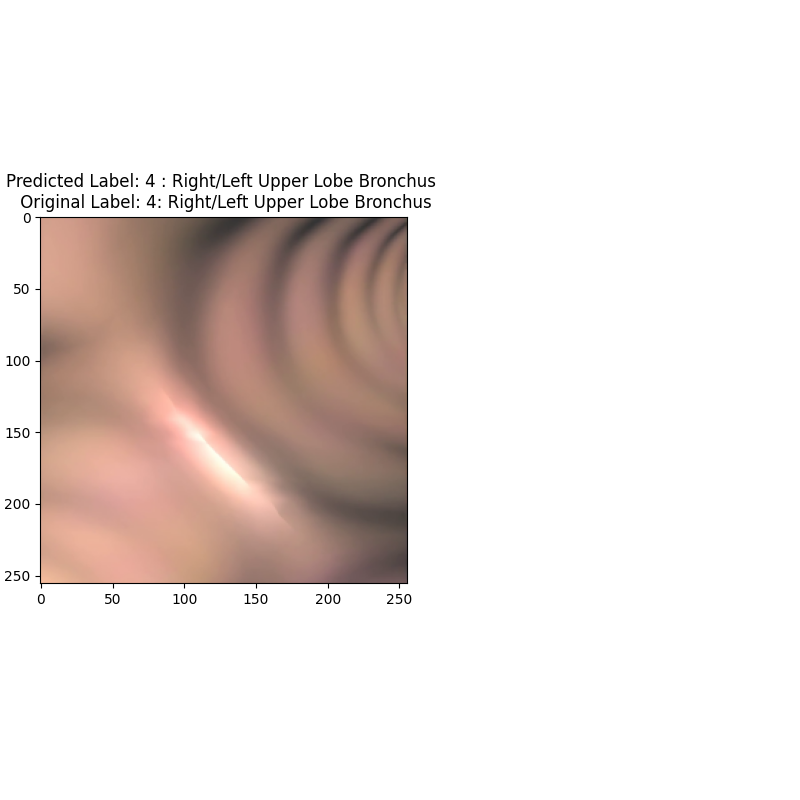 Predicted Label: 4 : Right/Left Upper Lobe Bronchus
Original Label: 4: Right/Left Upper Lobe Bronchus
0
50
100
150
200
250
0 50 100 150 200 250